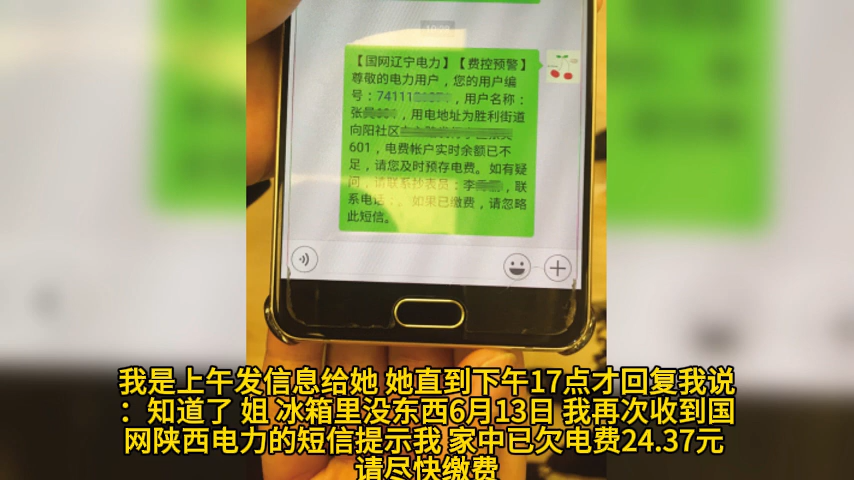 【国网辽宁电力】【费控预警】
尊敬的电力用户，您的用户编
号：7411，用户名称：
张，用电地址为胜利街道
向阳社区
601，电费帐户实时余额已不
足，请您及时预存电费。如有疑
问，请联系抄表员：李，联
系电话：。如果已缴费，请忽略
此短信。
我是上午发信息给她 她直到下午17点才回复我说
：知道了 姐 冰箱里没东西6月13日 我再次收到国
网陕西电力的短信提示我 家中已欠电费24.37元
请尽快缴费